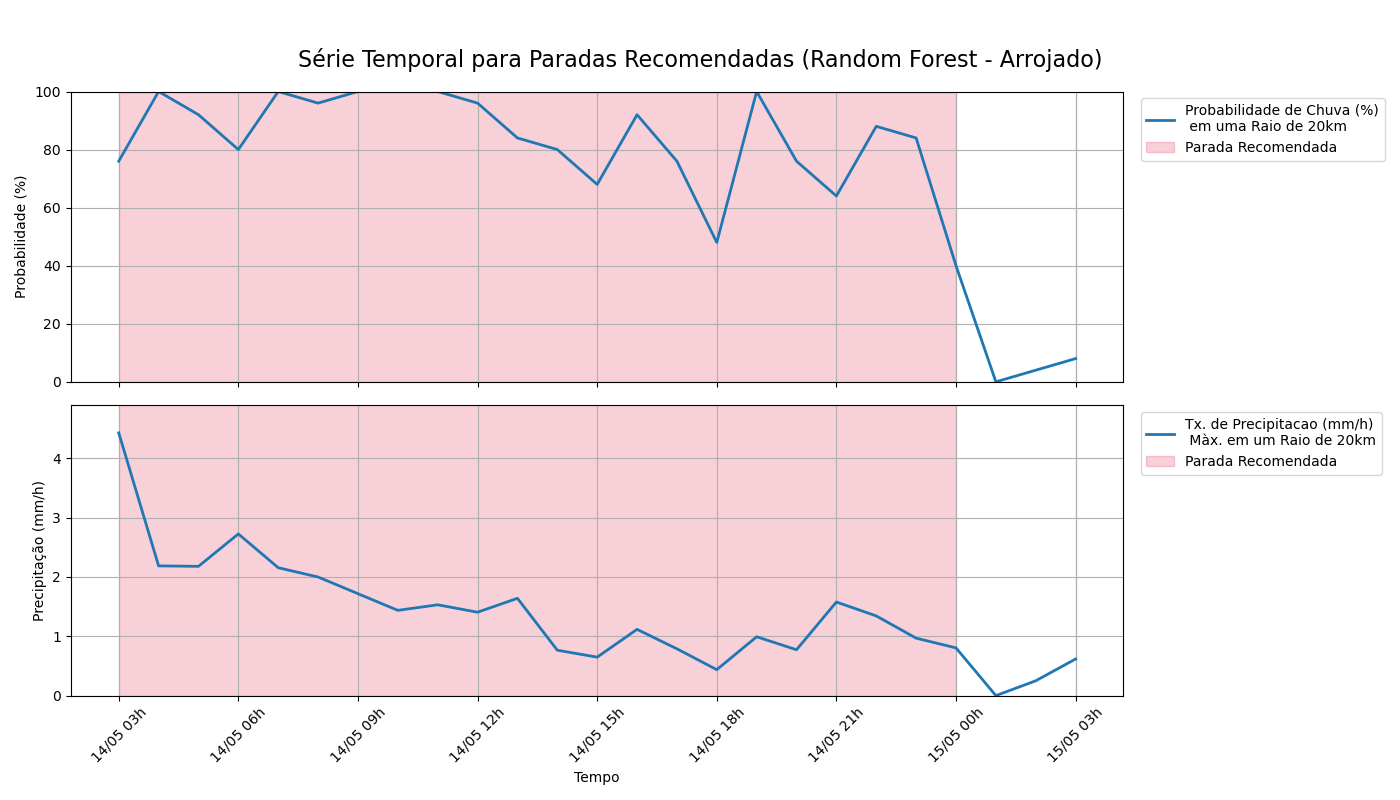 Série Temporal para Paradas Recomendadas (Random Forest - Arrojado)
100
80
60
40
20
0
Probabilidade (%)
Probabilidade de Chuva (%)
em uma Raio de 20km
Parada Recomendada
4
3
2
1
0
Precipitação (mm/h)
Tx. de Precipitacao (mm/h)
Màx. em um Raio de 20km
Parada Recomendada
14/05 03h
14/05 06h
14/05 09h
14/05 12h
14/05 15h
14/05 18h
14/05 21h
15/05 00h
15/05 03h
Tempo